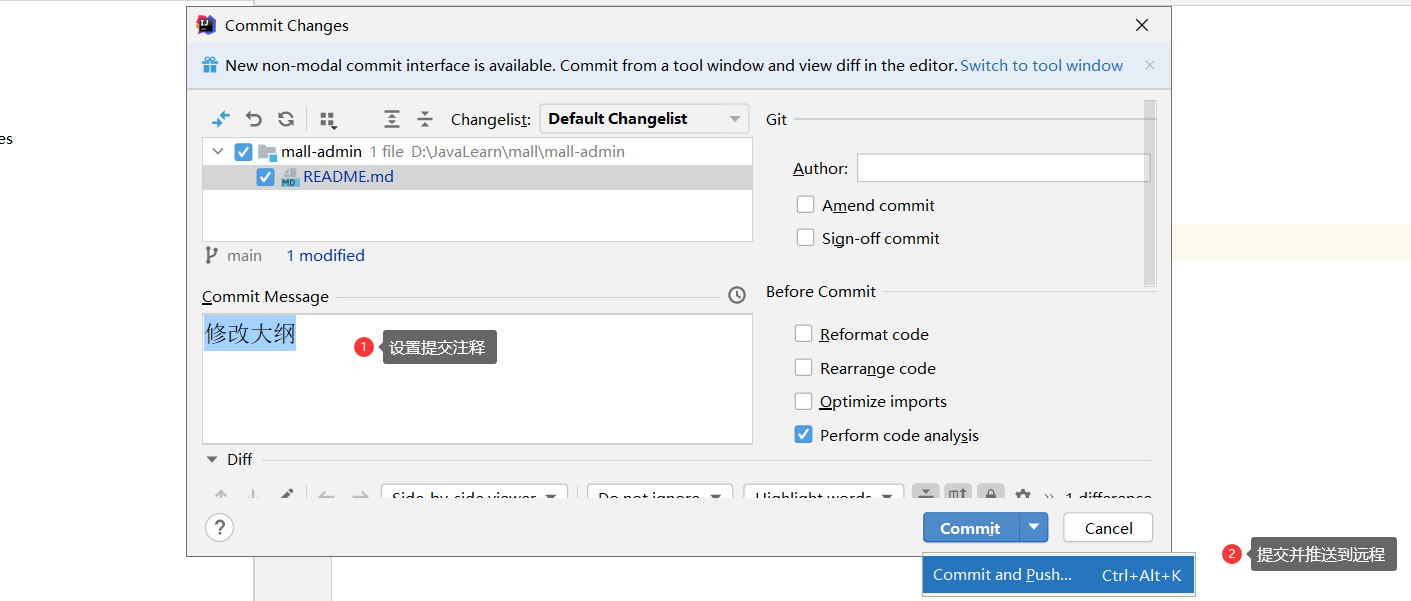 Commit Changes
New non-modal commit interface is available. Commit from a tool window and view diff in the editor. Switch to tool window
es
Changelist: Default Changelist
mall-admin 1 file D:\JavaLearn\mall\mall-admin
README.md
main 1 modified
Commit Message
修改大纲
1 设置提交注释
Diff
Side-by-side viewer Do not ignore Highlight words 1 difference
Git
Author:
Amend commit
Sign-off commit
Before Commit
Reformat code
Rearrange code
Optimize imports
Perform code analysis
? Commit Cancel
Commit and Push... Ctrl+Alt+K
2 提交并推送到远程